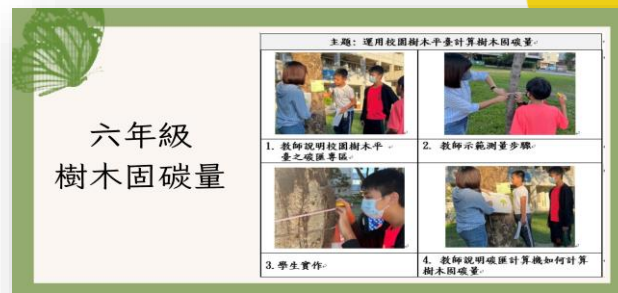 六年級
樹木固碳量
主題：運用校園樹木平臺計算樹木固碳量
1. 教師說明校園樹木平
臺之碳匯專區
2. 教師示範測量步驟
3. 學生實作
4. 教師說明碳匯計算機如何計算
樹木固碳量